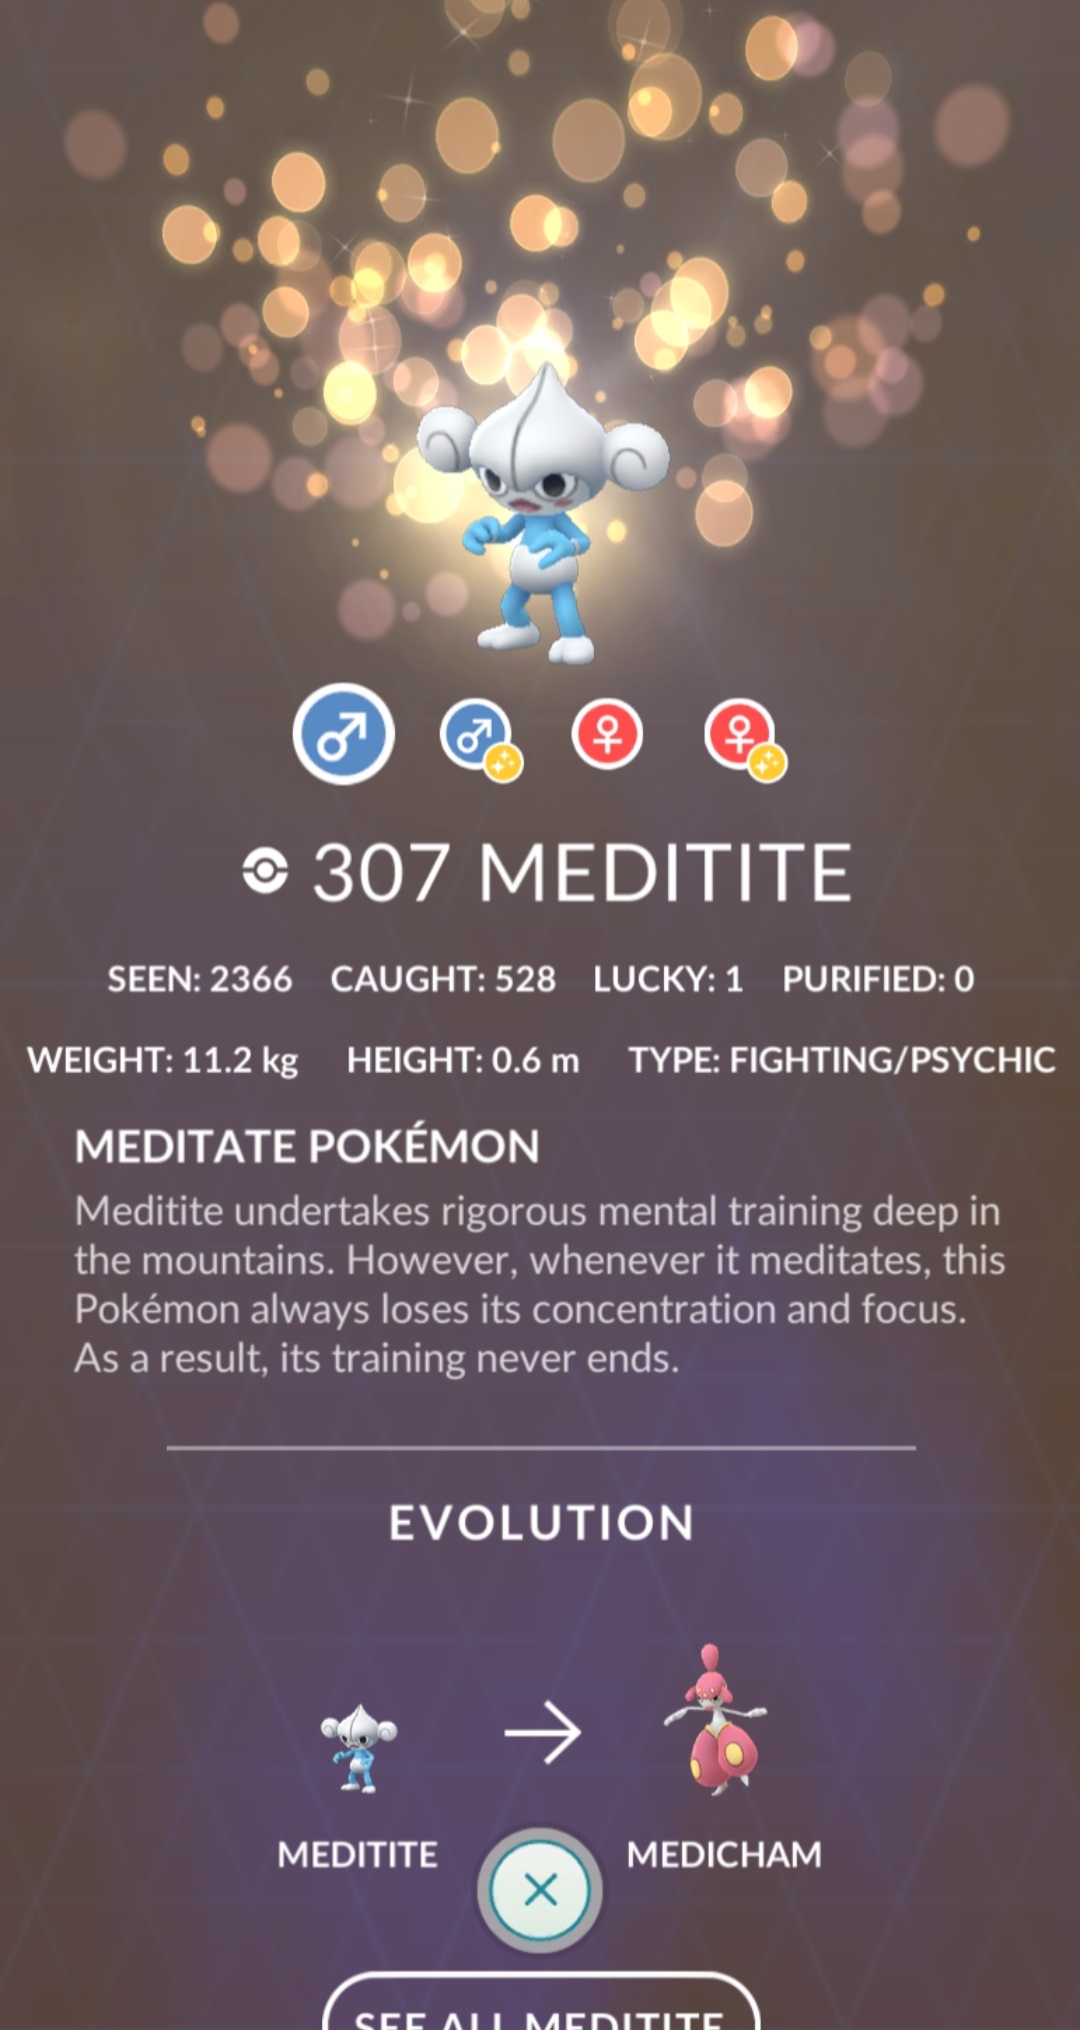 307 MEDITITE
SEEN: 2366 CAUGHT: 528 LUCKY: 1 PURIFIED: 0
WEIGHT: 11.2 kg HEIGHT: 0.6 m TYPE: FIGHTING/PSYCHIC
MEDITATE POKÉMON
Meditite undertakes rigorous mental training deep in
the mountains. However, whenever it meditates, this
Pokémon always loses its concentration and focus.
As a result, its training never ends.
EVOLUTION
MEDITITE MEDICHAM
SEE ALL MEDITITE